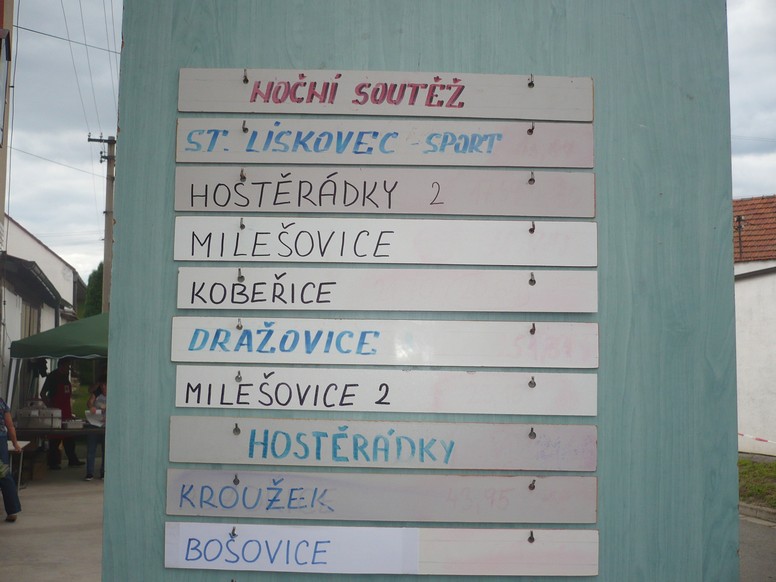 NOČNÍ SOUTĚŽ
ST. LÍSKOVEC - SPORT
HOSTĚRÁDKY 2
MILEŠOVICE
KOBEŘICE
DRAŽOVICE
MILEŠOVICE 2
HOSTĚRÁDKY
KROUŽEK
BOŠOVICE